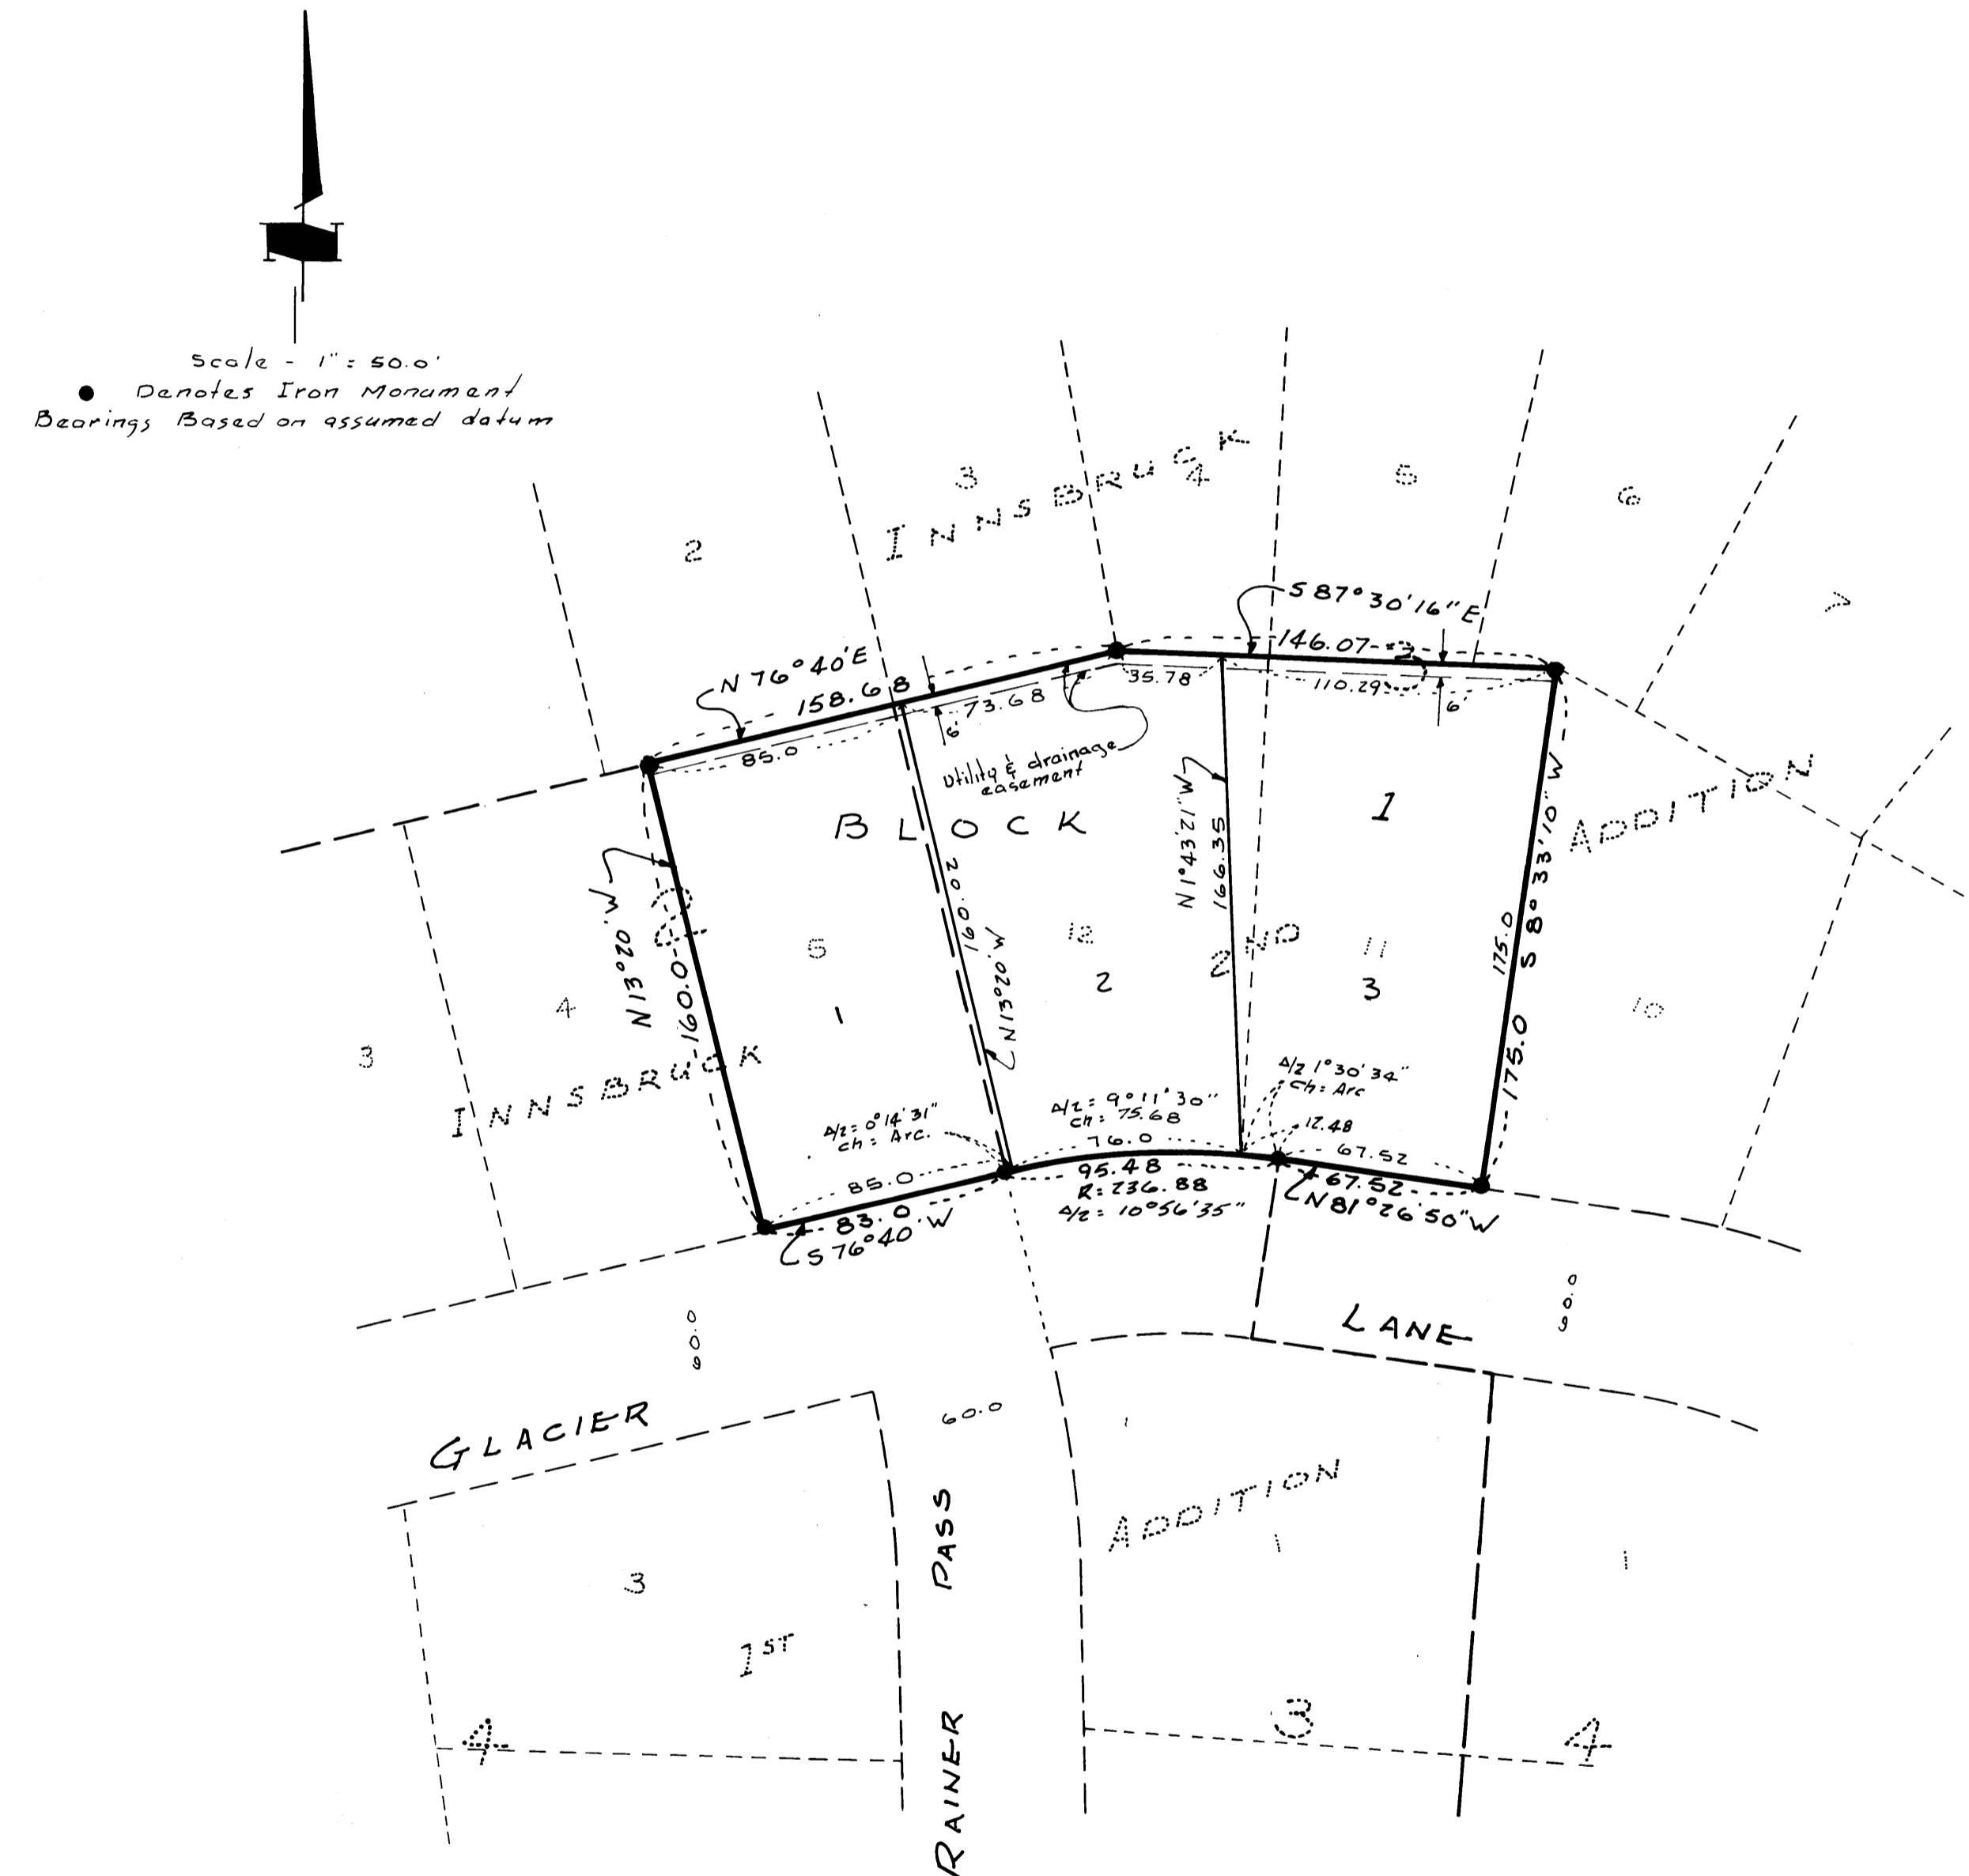 Scale - 1" = 50.0'
● Denotes Iron Monument
Bearings Based on assumed datum
2
3
4
5
6
7
INNSBRUCK
S 87°30'16" E
146.07
N 76°40'E
158.68
35.78
110.29
6'
73.68
6'
85.0
Utility & drainage
easement
BLOCK
1
ADDITION
N 1°43'21"W
166.35
S 8°33'10" W
175.0
175.0
N 13°20'W
160.0
160.02
N 13°20'W
2 ND
3
4
5
12
11
10
1
2
3
INNSBRUCK
Δ/2 = 0°14'31"
Ch = Arc.
Δ/2 = 9°11'30"
Ch = 75.68
76.0
Δ/2 1°30'34"
Ch = Arc
12.48
67.52
85.0
95.48
R = 236.88
Δ/2 = 10°56'35"
67.52
N 81°26'50"W
83.0
S 76°40'W
60.0
60.0
60.0
GLACIER
LANE
1
ADDITION
PASS
RAINER
3
1
1
1ST
4
3
4